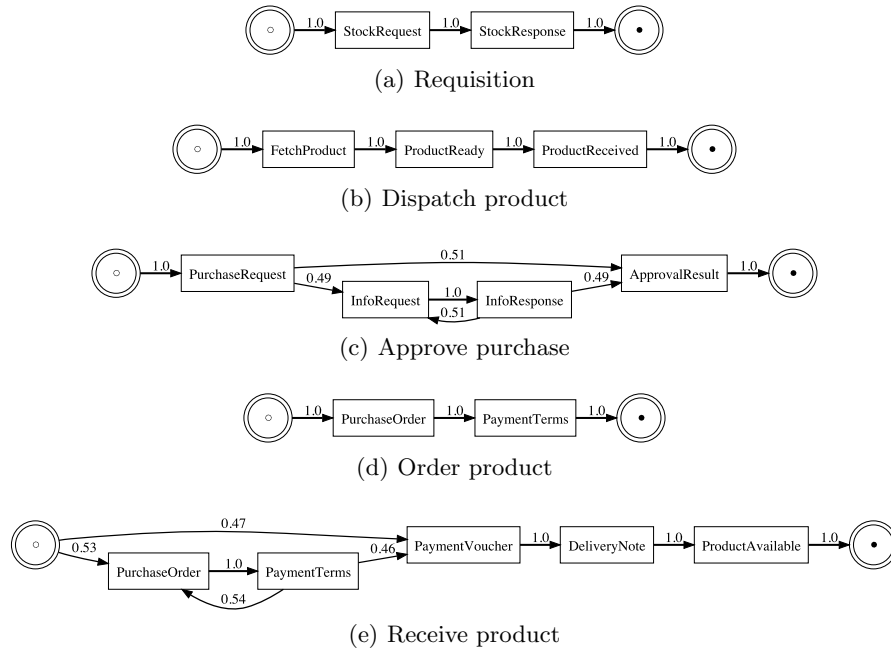 1.0 StockRequest 1.0 StockResponse 1.0
(a) Requisition
1.0 FetchProduct 1.0 ProductReady 1.0 ProductReceived 1.0
(b) Dispatch product
0.51
1.0 PurchaseRequest 0.49 0.49 ApprovalResult 1.0
InfoRequest 1.0 InfoResponse
0.51
(c) Approve purchase
1.0 PurchaseOrder 1.0 PaymentTerms 1.0
(d) Order product
0.47
0.53 0.46 PaymentVoucher 1.0 DeliveryNote 1.0 ProductAvailable 1.0
PurchaseOrder 1.0 PaymentTerms
0.54
(e) Receive product